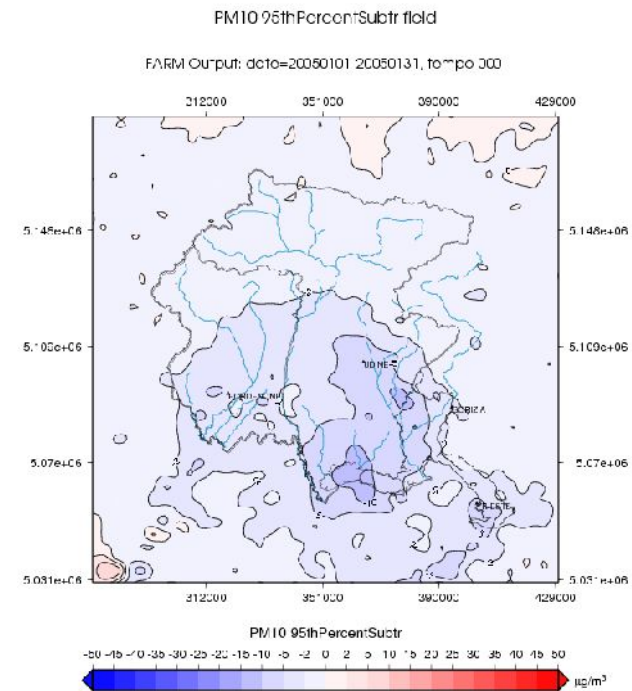 PM10 95thPercentSubtr field
FARM Output: date=20050101 20050131, tempo 000
312000 351000 390000 429000
5.148e+06 5.148e+06
5.109e+06 5.109e+06
UDINE
PORDENONE
GORIZIA
5.07e+06 5.07e+06
-10
TRIESTE
5.031e+06 5.031e+06
312000 351000 390000 429000
PM10 95thPercentSubtr
-50 -45 -40 -35 -30 -25 -20 -15 -10 -5 -2 0 2 5 10 15 20 25 30 35 40 45 50
µg/m³